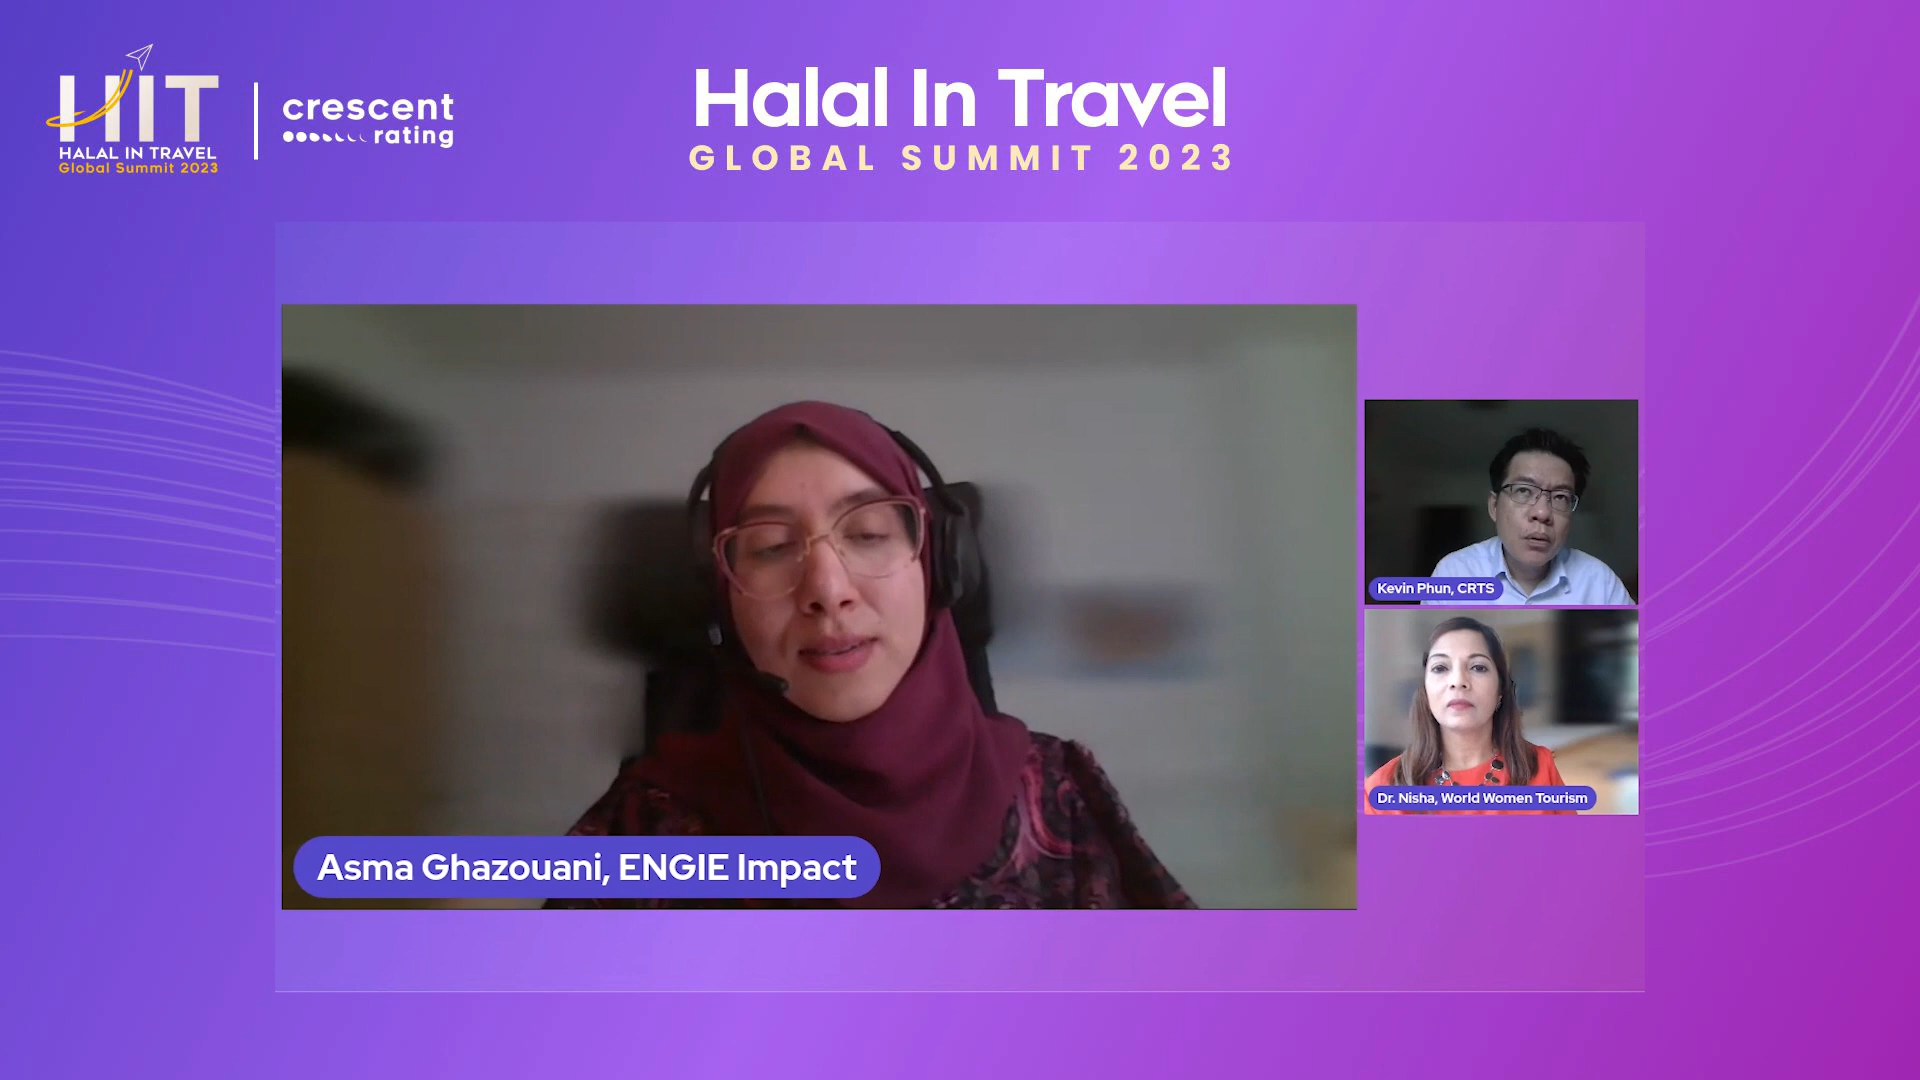 HIT
HALAL IN TRAVEL
Global Summit 2023
crescent
rating
Halal In Travel
GLOBAL SUMMIT 2023
Kevin Phun, CRTS
Dr. Nisha, World Women Tourism
Asma Ghazouani, ENGIE Impact